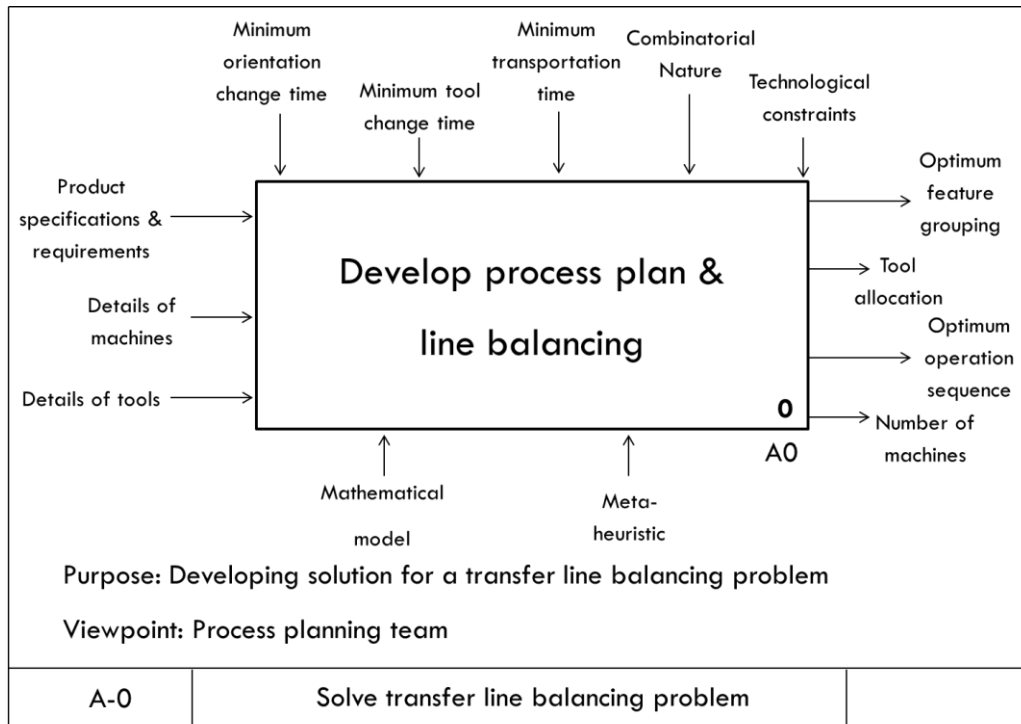 Minimum
orientation
change time
Minimum tool
change time
Minimum
transportation
time
Combinatorial
Nature
Technological
constraints
Product
specifications &
requirements
Details of
machines
Details of tools
Develop process plan &
line balancing
0
A0
Optimum
feature
grouping
Tool
allocation
Optimum
operation
sequence
Number of
machines
Mathematical
model
Meta-
heuristic
Purpose: Developing solution for a transfer line balancing problem
Viewpoint: Process planning team
A-0
Solve transfer line balancing problem